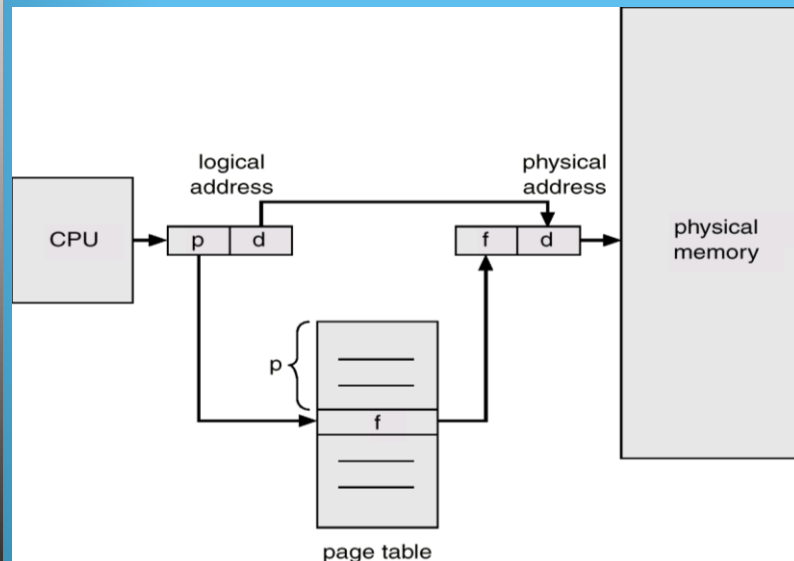 logical
address
physical
address
CPU
p
d
f
d
physical
memory
p
f
page table